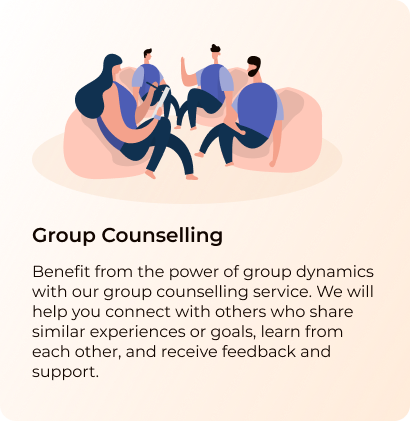 Group Counselling
Benefit from the power of group dynamics
with our group counselling service. We will
help you connect with others who share
similar experiences or goals, learn from
each other, and receive feedback and
support.